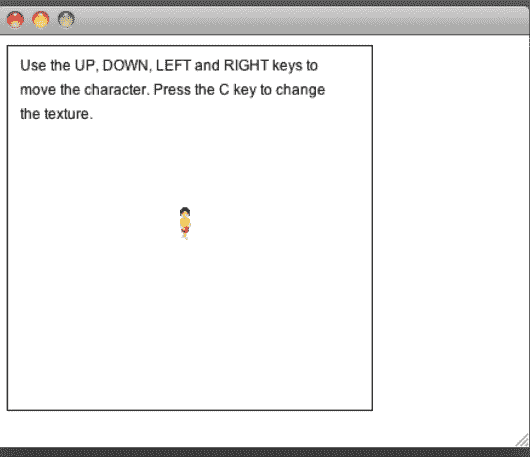 Use the UP, DOWN, LEFT and RIGHT keys to
move the character. Press the C key to change
the texture.